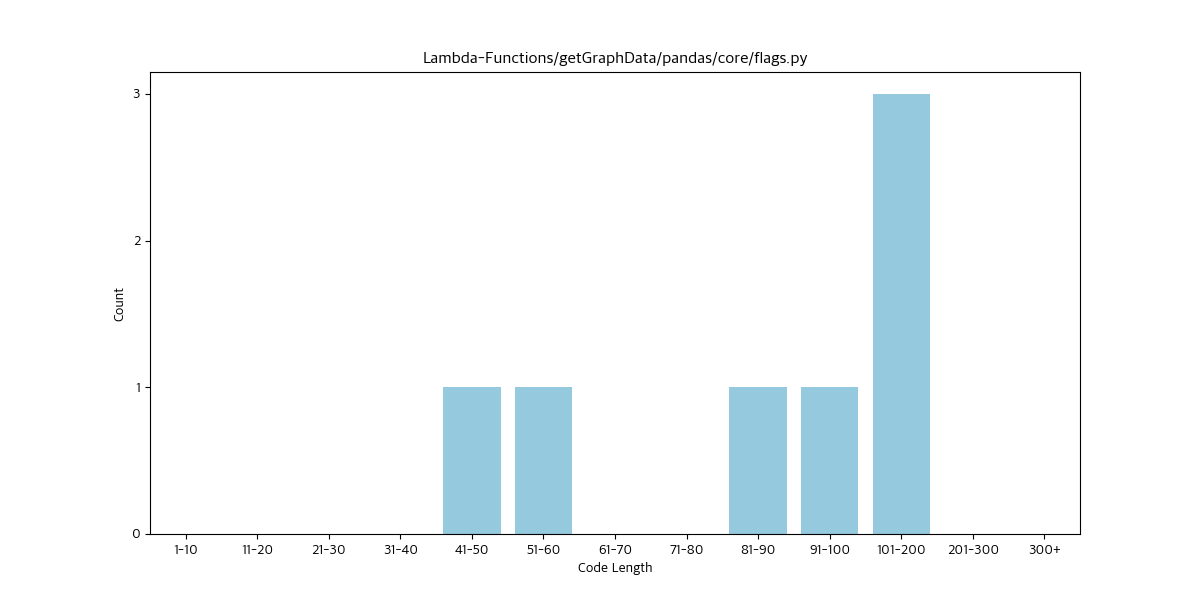 Lambda-Functions/getGraphData/pandas/core/flags.py
3
2
1
0
Count
1-10 11-20 21-30 31-40 41-50 51-60 61-70 71-80 81-90 91-100 101-200 201-300 300+
Code Length